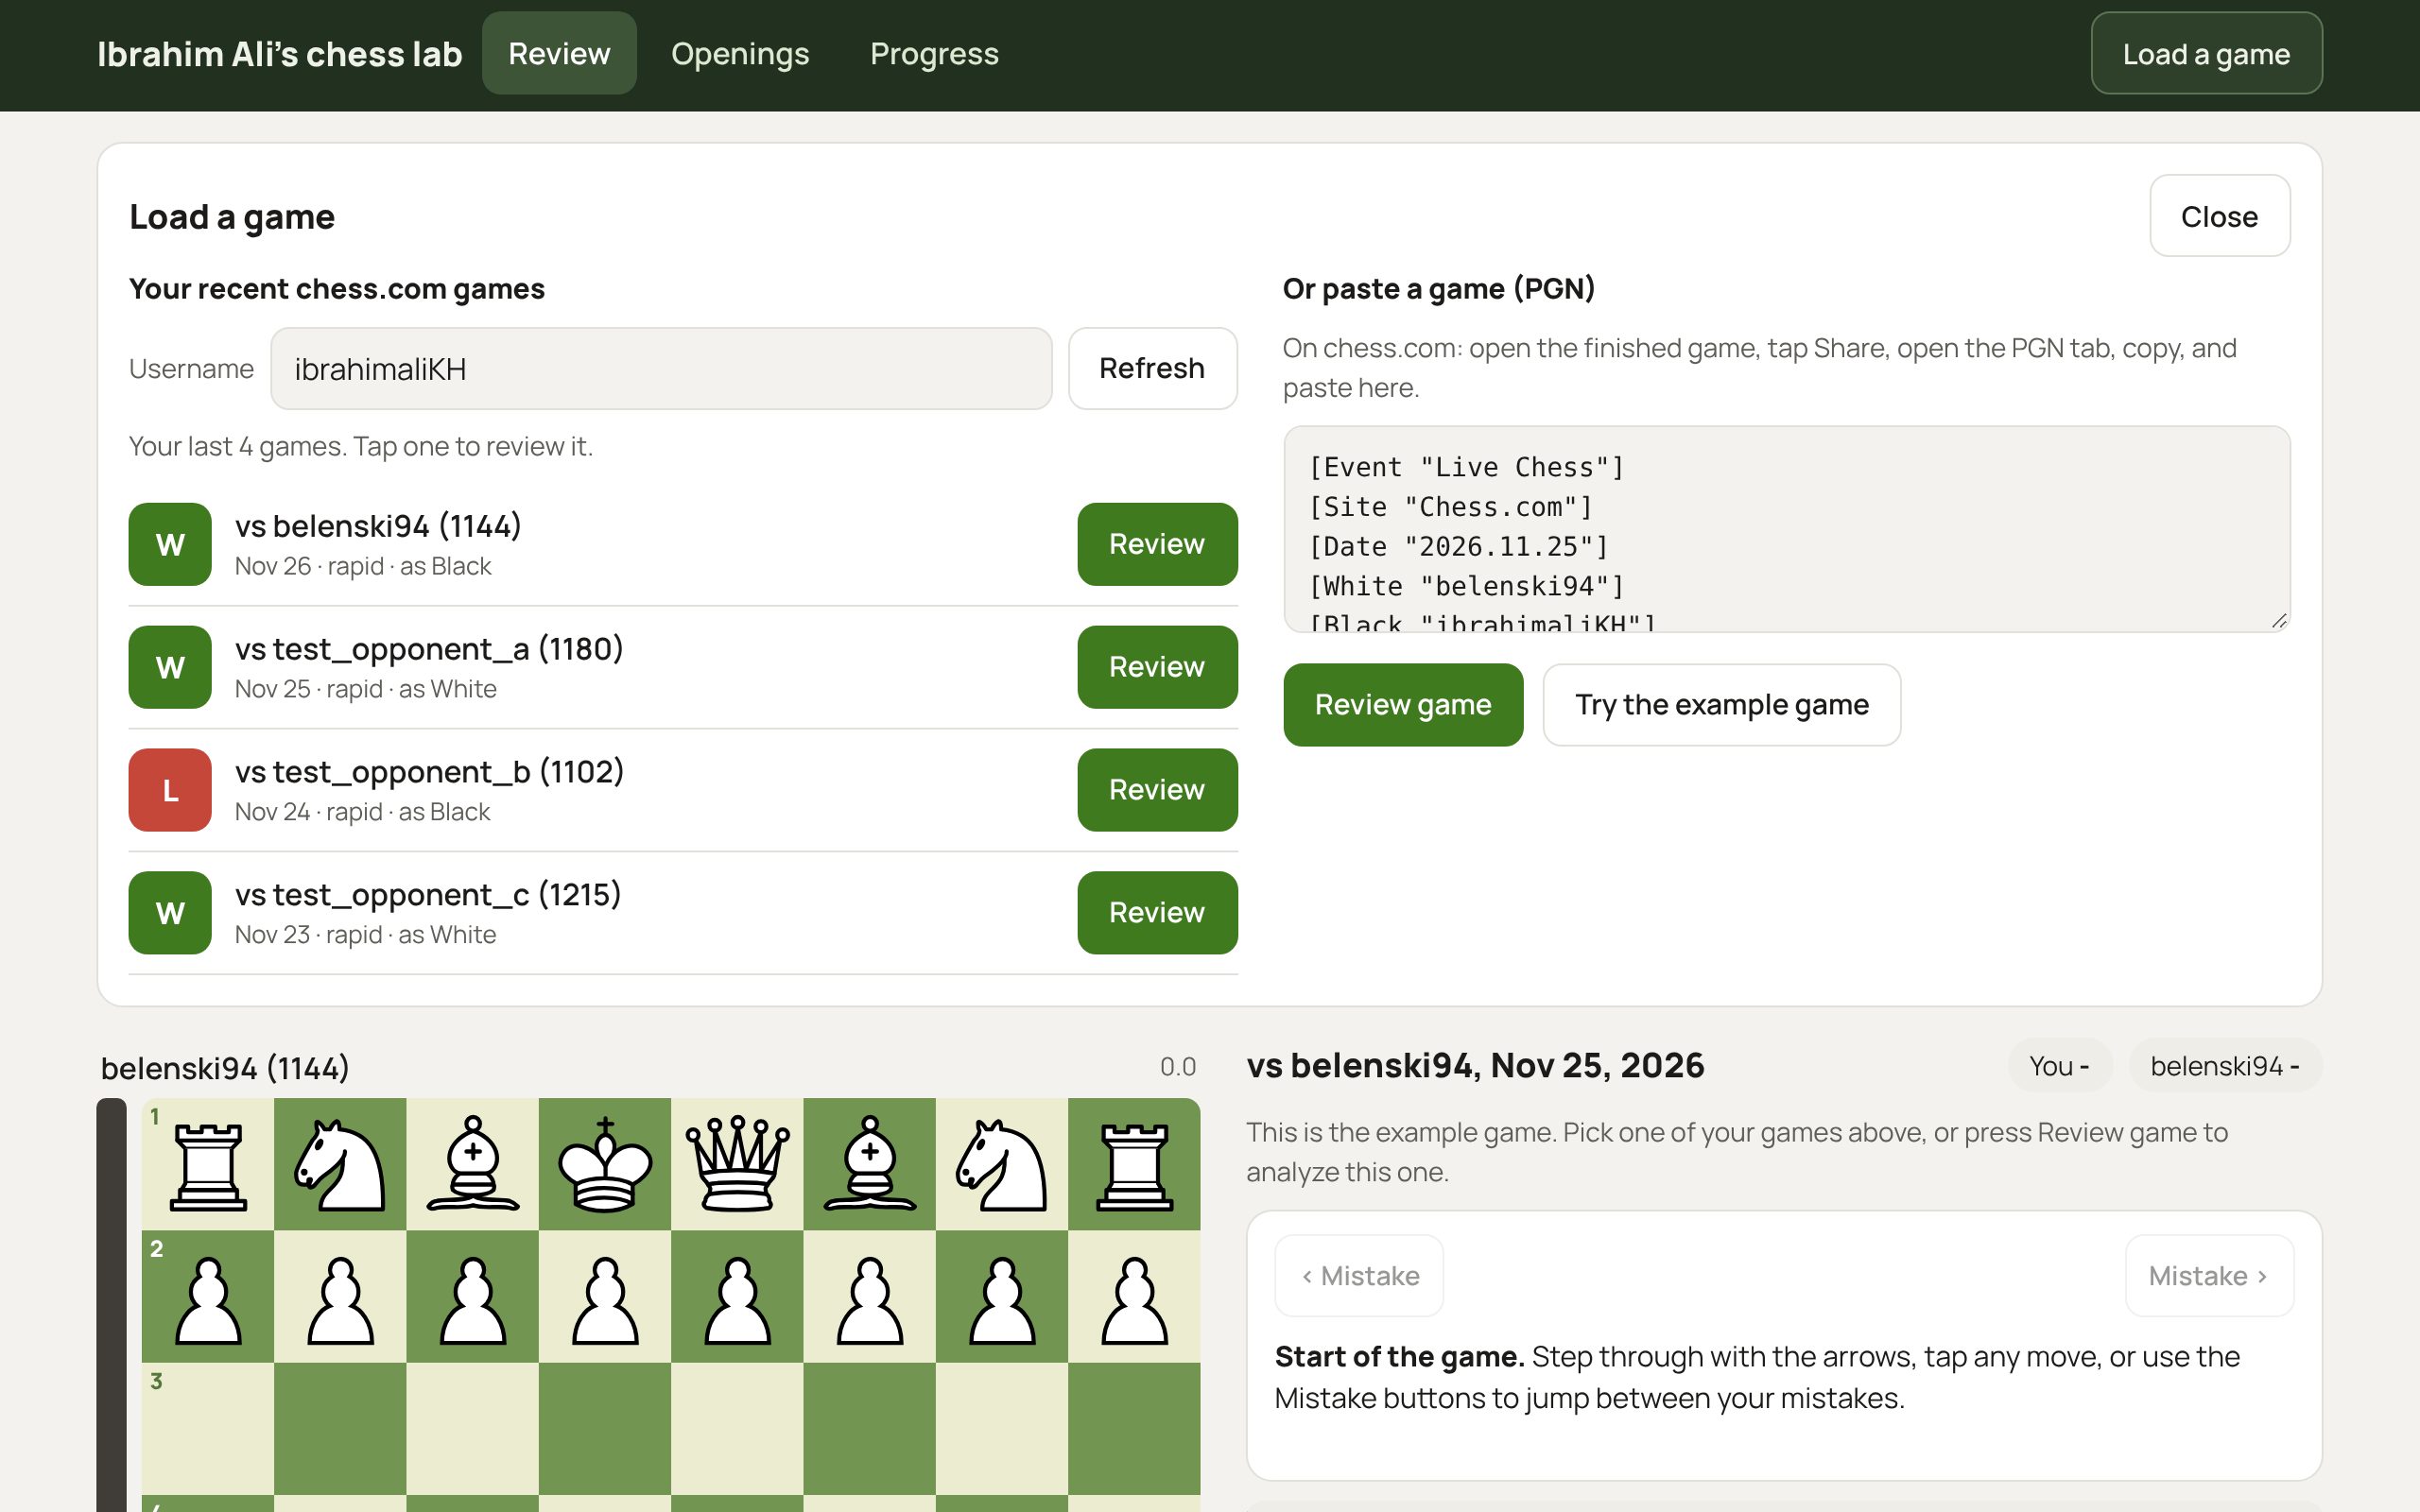 Ibrahim Ali's chess lab Review Openings Progress Load a game
Load a game Close
Your recent chess.com games
Username ibrahimaliKH Refresh
Your last 4 games. Tap one to review it.
W vs belenski94 (1144) Review
Nov 26 · rapid · as Black
W vs test_opponent_a (1180) Review
Nov 25 · rapid · as White
L vs test_opponent_b (1102) Review
Nov 24 · rapid · as Black
W vs test_opponent_c (1215) Review
Nov 23 · rapid · as White
Or paste a game (PGN)
On chess.com: open the finished game, tap Share, open the PGN tab, copy, and
paste here.
[Event "Live Chess"]
[Site "Chess.com"]
[Date "2026.11.25"]
[White "belenski94"]
[Black "ibrahimaliKH"]
Review game Try the example game
belenski94 (1144) 0.0
1
2
3
4
vs belenski94, Nov 25, 2026 You - belenski94 -
This is the example game. Pick one of your games above, or press Review game to
analyze this one.
‹ Mistake Mistake ›
Start of the game. Step through with the arrows, tap any move, or use the
Mistake buttons to jump between your mistakes.